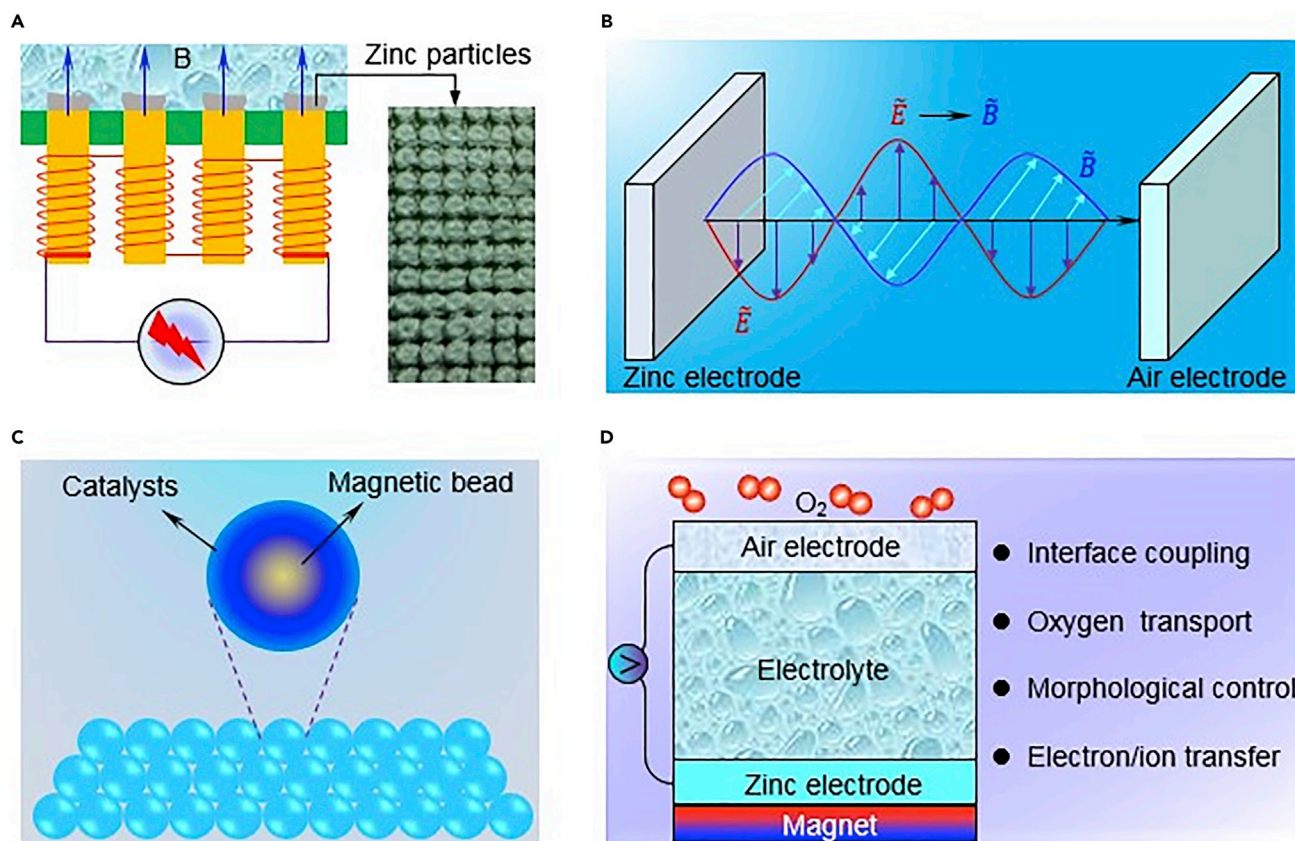 A
B
Zinc particles
B
Ẽ → B̃
B̃
Ẽ
Zinc electrode
Air electrode
C
Catalysts
Magnetic bead
D
O₂
Air electrode
Electrolyte
Zinc electrode
Magnet
V
● Interface coupling
● Oxygen transport
● Morphological control
● Electron/ion transfer